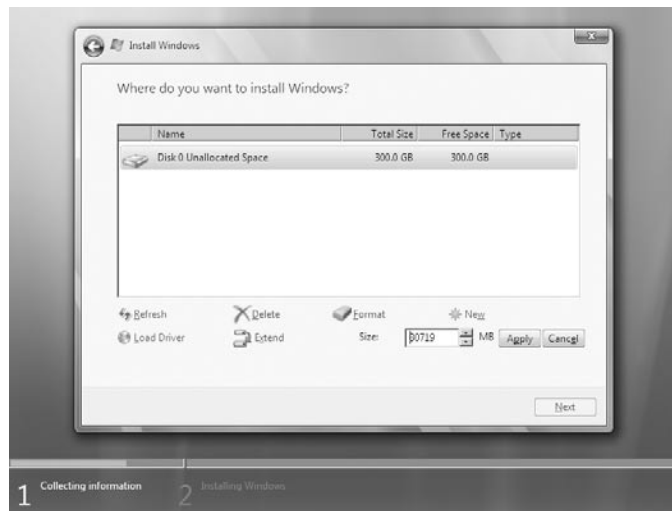 Install Windows
x
Where do you want to install Windows?
Name Total Size Free Space Type
Disk 0 Unallocated Space 300.0 GB 300.0 GB
Refresh Delete Format New
Load Driver Extend Size: MB Apply Cancel
Next
1 Collecting information 2 Installing Windows